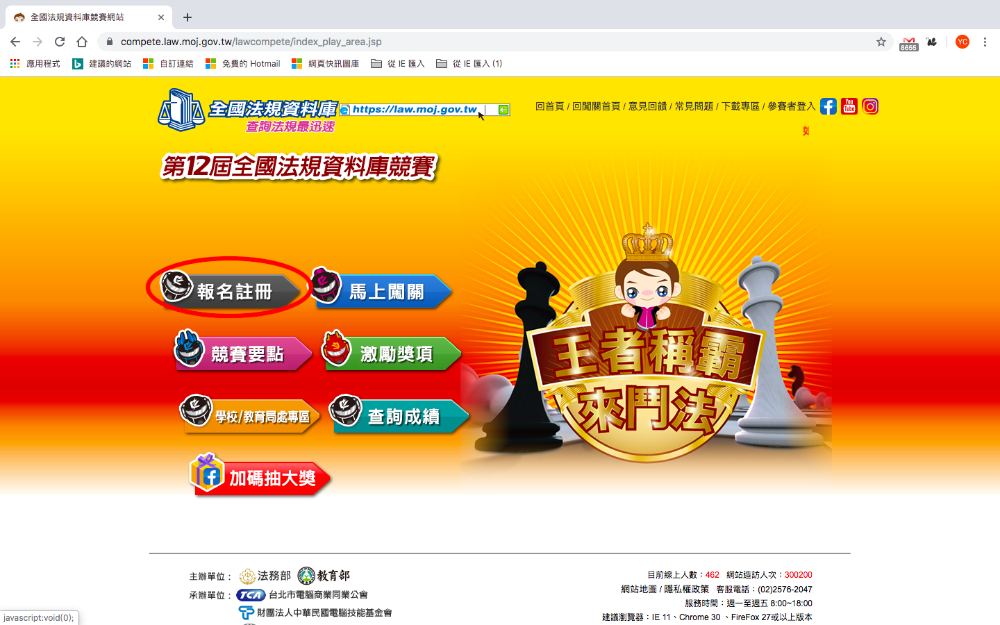 全國法規資料庫競賽網站
compete.law.moj.gov.tw/lawcompete/index_play_area.jsp
8655
YC
應用程式
建議的網站
自訂連結
免費的 Hotmail
網頁快訊圖庫
從 IE 匯入
從 IE 匯入 (1)
全國法規資料庫
https://law.moj.gov.tw
查詢法規最迅速
回首頁 / 回闖關首頁 / 意見回饋 / 常見問題 / 下載專區 / 參賽者登入
You Tube
第12屆全國法規資料庫競賽
報名註冊
馬上闖關
競賽要點
激勵獎項
學校/教育局處專區
查詢成績
加碼抽大獎
王者稱霸
來鬥法
主辦單位：法務部 教育部
承辦單位：TCA 台北市電腦商業同業公會
財團法人中華民國電腦技能基金會
目前線上人數：462 網站造訪人次：300200
網站地圖 / 隱私權政策 客服電話：(02)2576-2047
服務時間：週一至週五 8:00~18:00
建議瀏覽器：IE 11、Chrome 30 、FireFox 27或以上版本
javascript:void(0);